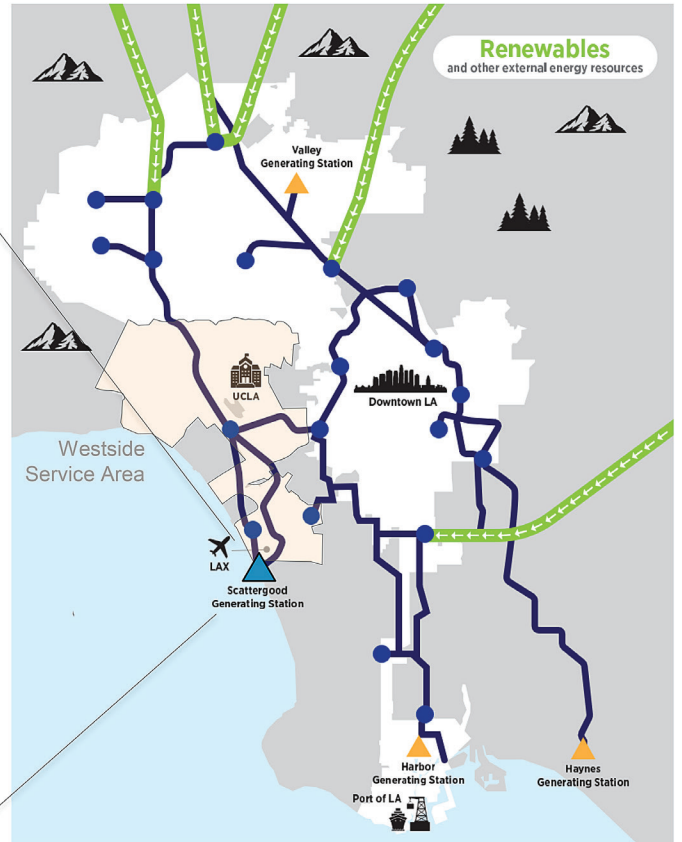 Renewables
and other external energy resources
Valley
Generating Station
UCLA
Downtown LA
Westside
Service Area
LAX
Scattergood
Generating Station
Harbor
Generating Station
Haynes
Generating Station
Port of LA